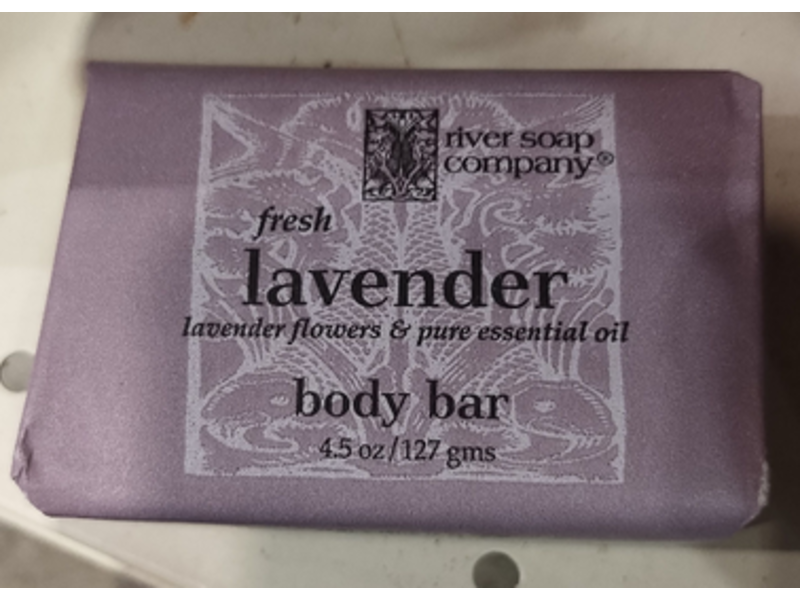 river soap
company®
fresh
lavender
lavender flowers & pure essential oil
body bar
4.5 oz/127 gms